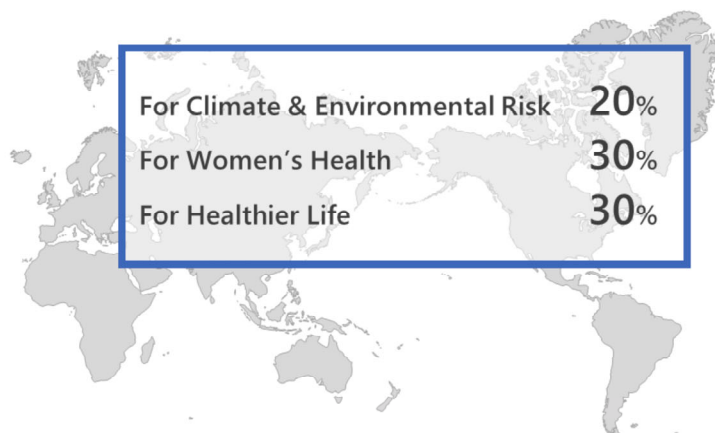 For Climate & Environmental Risk 20%
For Women’s Health 30%
For Healthier Life 30%